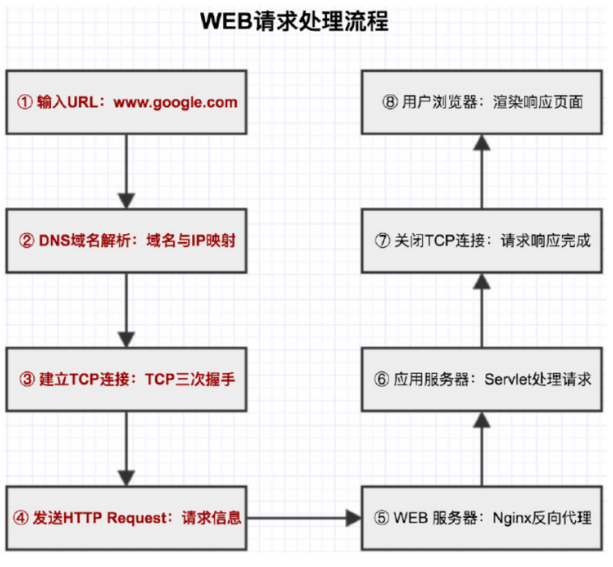 WEB请求处理流程
① 输入URL：www.google.com
② DNS域名解析：域名与IP映射
③ 建立TCP连接：TCP三次握手
④ 发送HTTP Request：请求信息
⑤ WEB 服务器：Nginx反向代理
⑥ 应用服务器：Servlet处理请求
⑦ 关闭TCP连接：请求响应完成
⑧ 用户浏览器：渲染响应页面